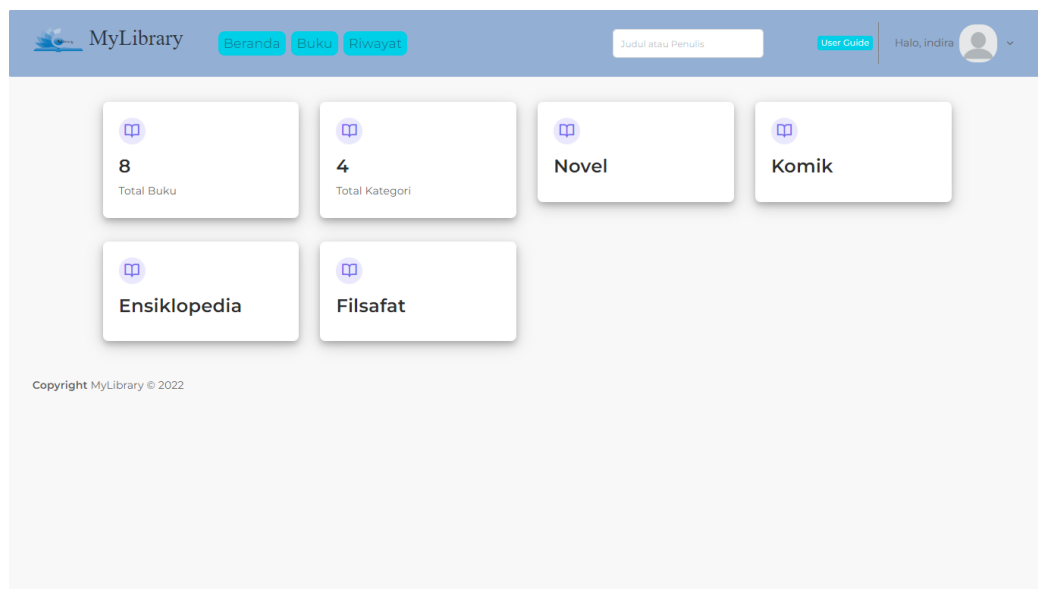 MyLibrary Beranda Buku Riwayat Judul atau Penulis User Guide Halo, indira
8
Total Buku
4
Total Kategori
Novel
Komik
Ensiklopedia
Filsafat
Copyright MyLibrary © 2022